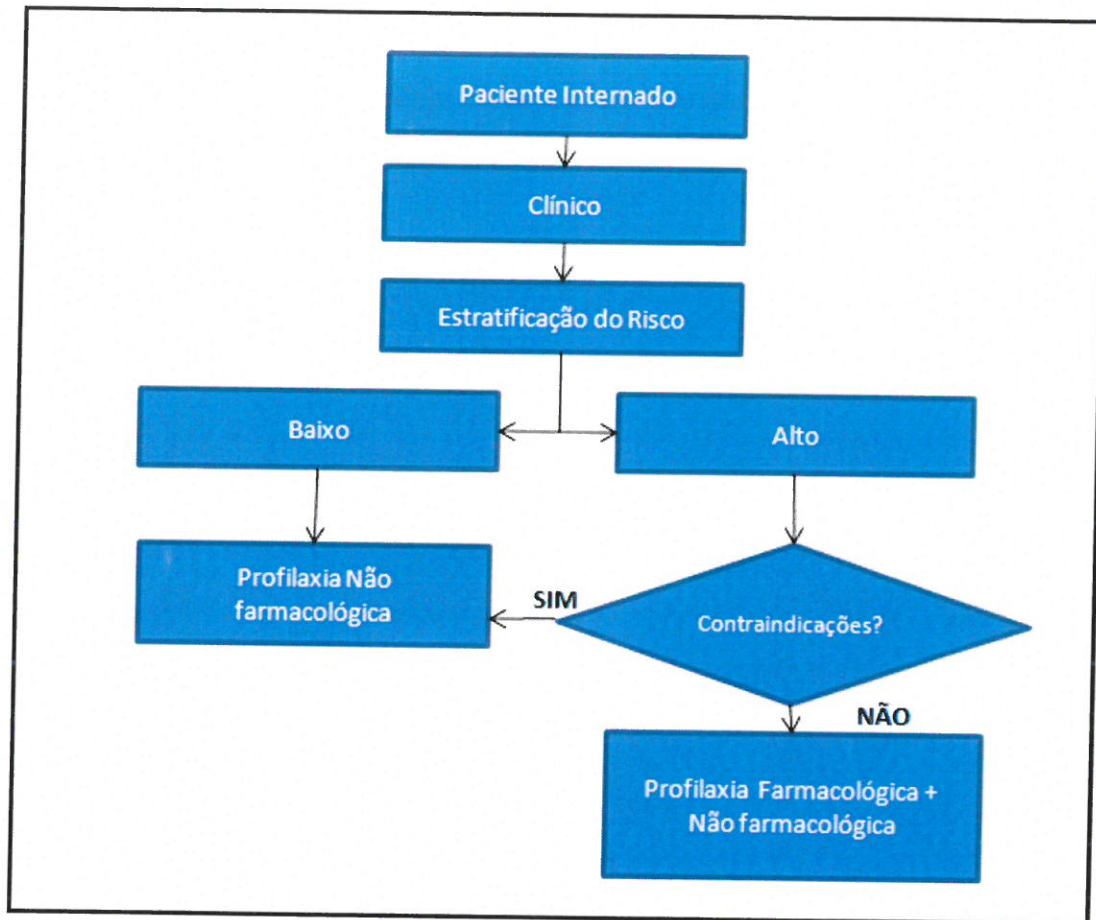 Paciente Internado
Clínico
Estratificação do Risco
Baixo
Alto
Profilaxia Não
farmacológica
SIM
Contraindicações?
NÃO
Profilaxia Farmacológica +
Não farmacológica